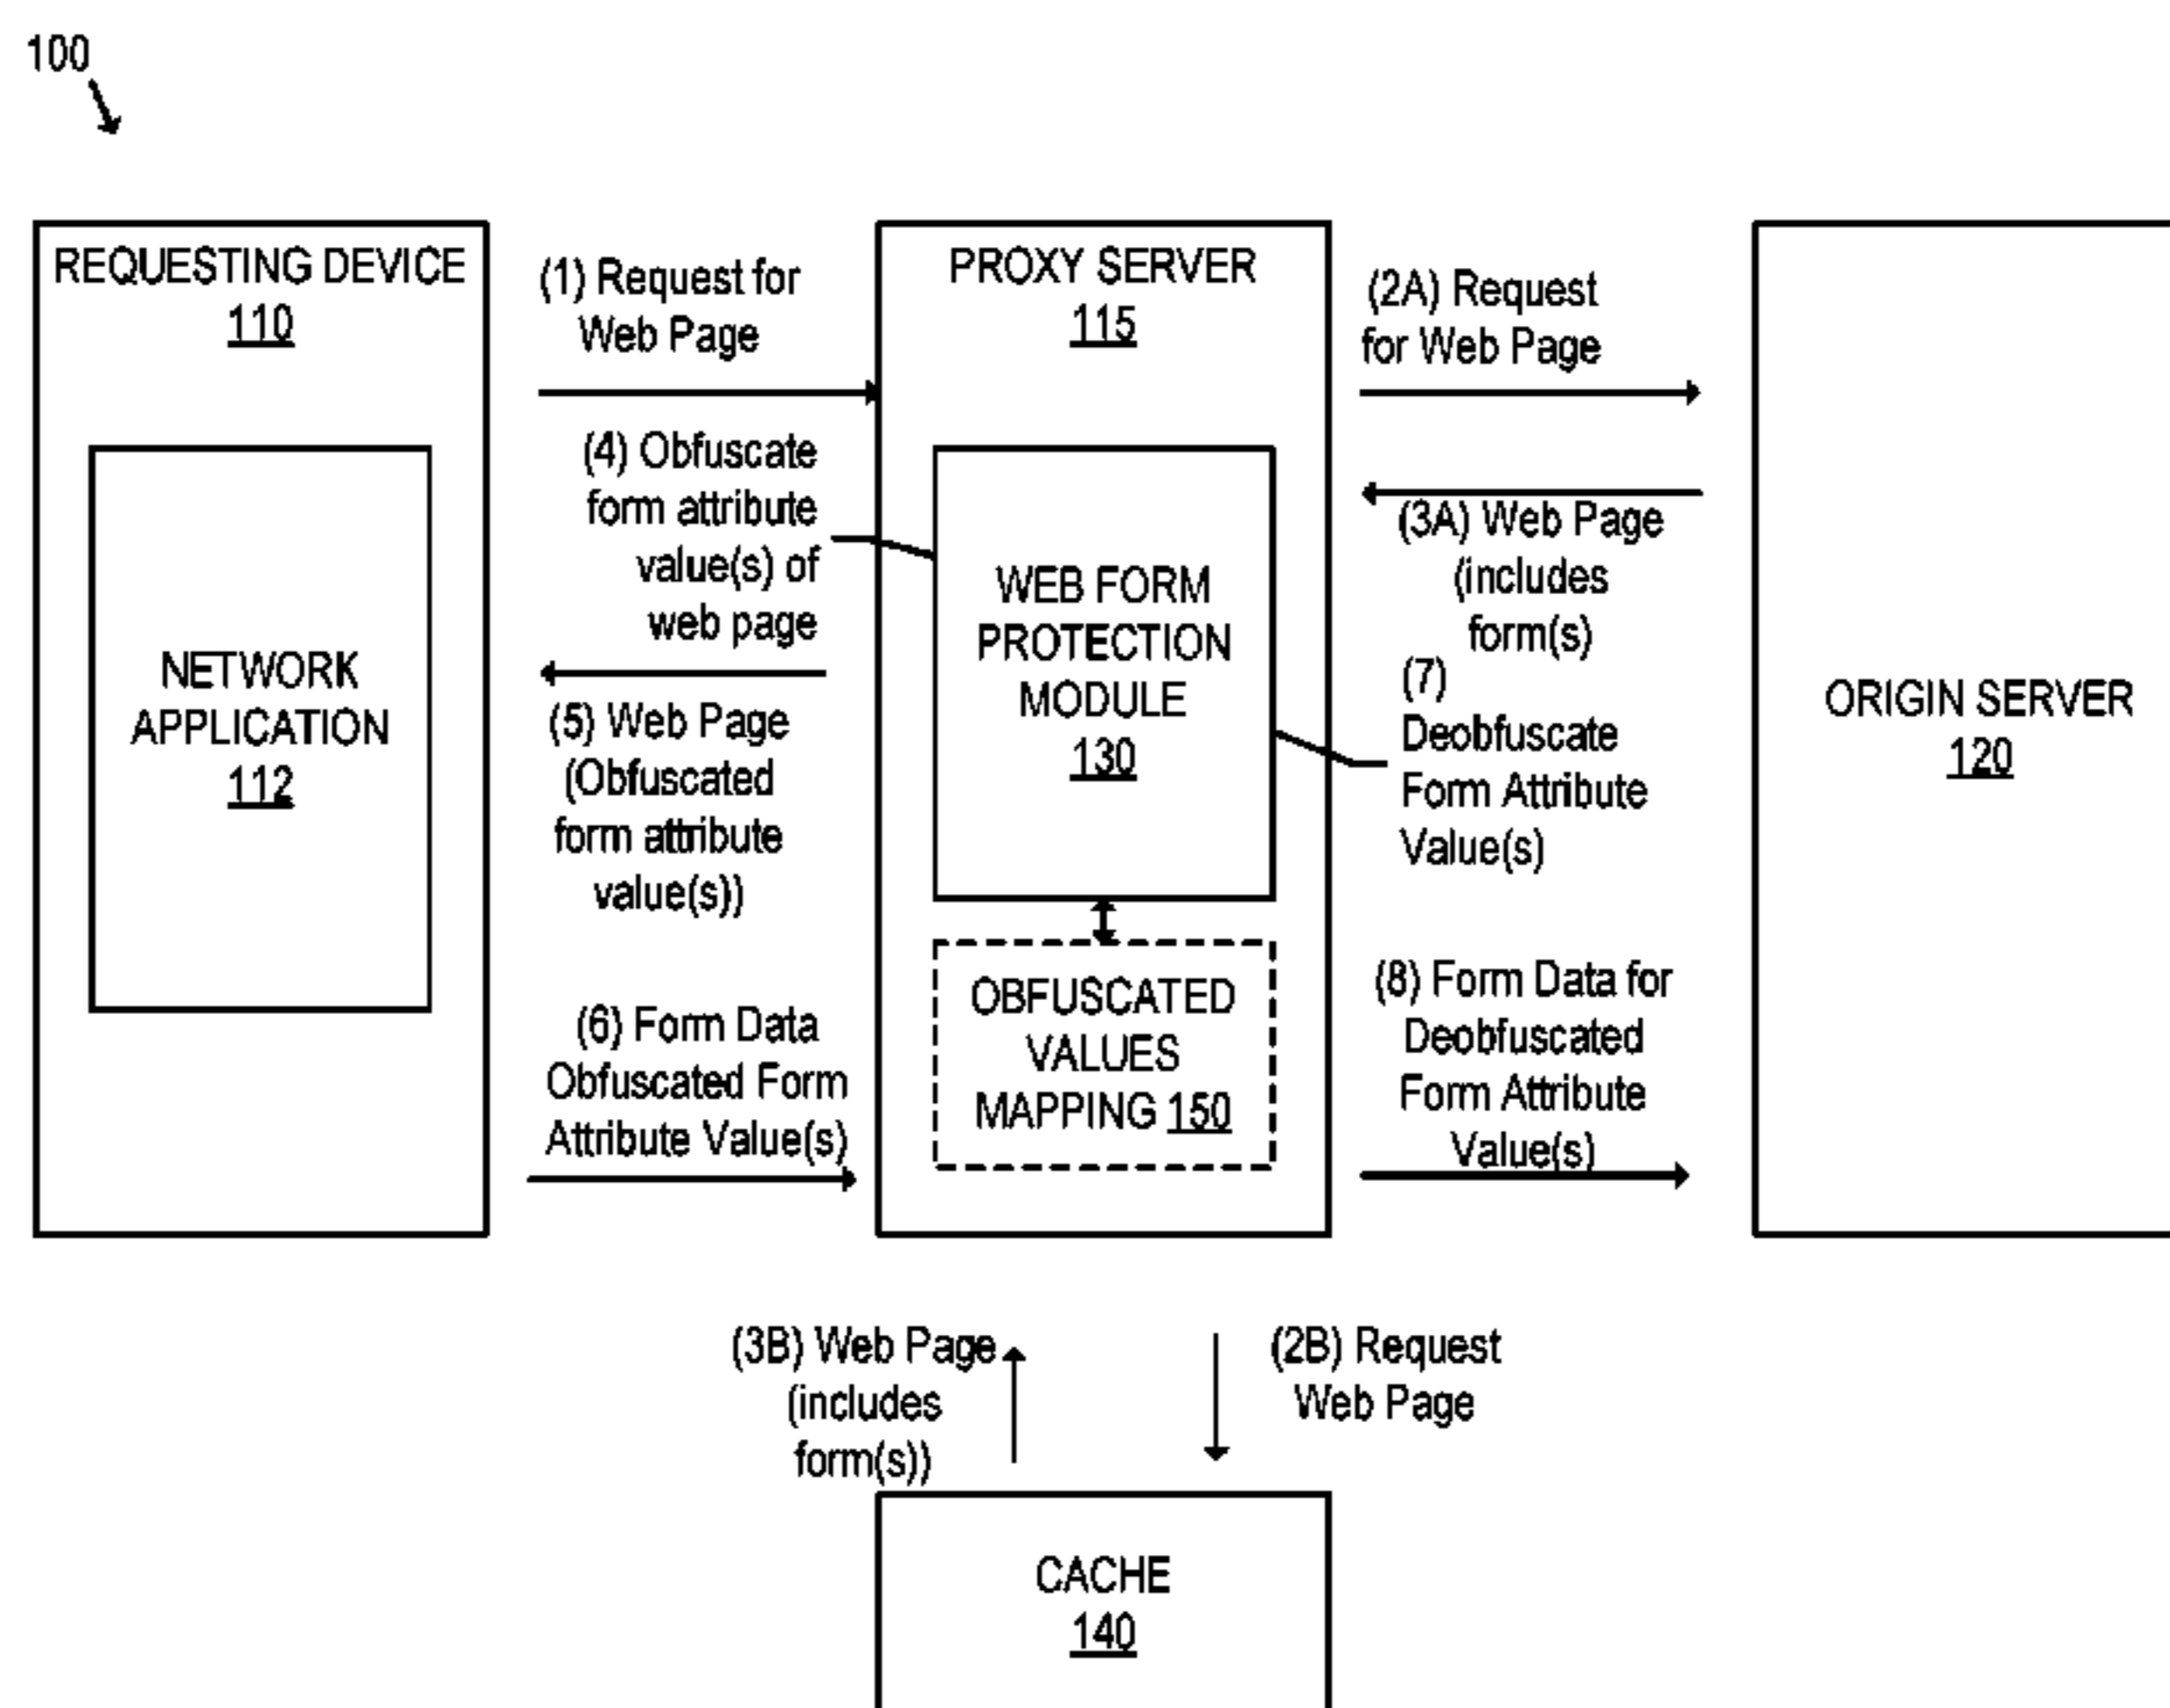 100
REQUESTING DEVICE
110
NETWORK
APPLICATION
112
(1) Request for
Web Page
(4) Obfuscate
form attribute
value(s) of
web page
(5) Web Page
(Obfuscated
form attribute
value(s))
(6) Form Data
Obfuscated Form
Attribute Value(s)
PROXY SERVER
115
WEB FORM
PROTECTION
MODULE
130
OBFUSCATED
VALUES
MAPPING 150
(2A) Request
for Web Page
(3A) Web Page
(includes
form(s)
(7)
Deobfuscate
Form Attribute
Value(s)
(8) Form Data for
Deobfuscated
Form Attribute
Value(s)
ORIGIN SERVER
120
(3B) Web Page
(includes
form(s))
(2B) Request
Web Page
CACHE
140